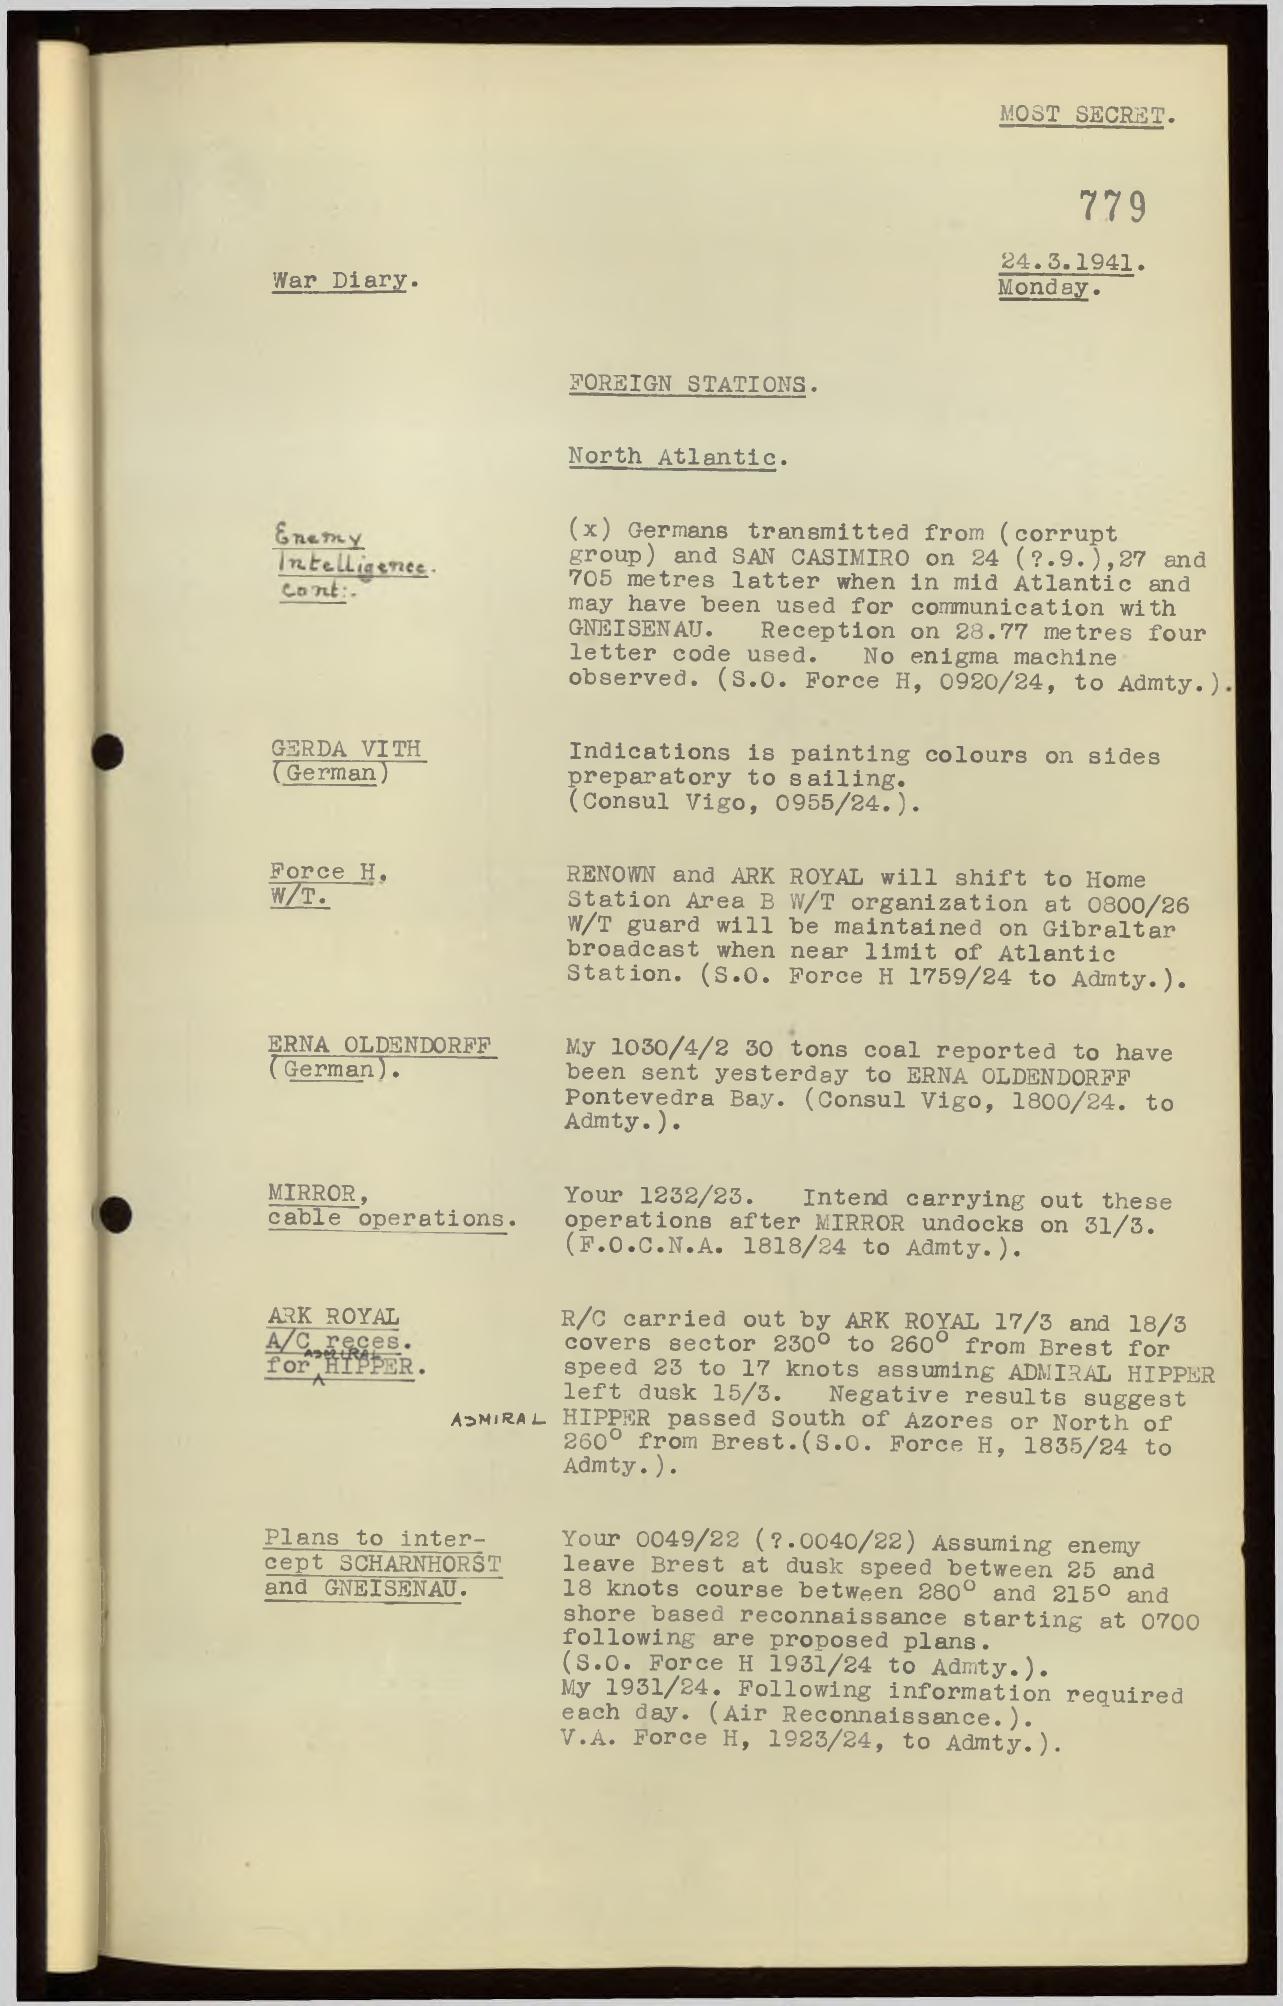 MOST SECRET.
779
24.3.1941.
Monday.
War Diary.
FOREIGN STATIONS.
North Atlantic.
Enemy
Intelligence.
cont:.
(x) Germans transmitted from (corrupt
group) and SAN CASIMIRO on 24 (?.9.),27 and
705 metres latter when in mid Atlantic and
may have been used for communication with
GNEISENAU. Reception on 28.77 metres four
letter code used. No enigma machine
observed. (S.O. Force H, 0920/24, to Admty.).
GERDA VITH
(German)
Indications is painting colours on sides
preparatory to sailing.
(Consul Vigo, 0955/24.).
Force H.
W/T.
RENOWN and ARK ROYAL will shift to Home
Station Area B W/T organization at 0800/26
W/T guard will be maintained on Gibraltar
broadcast when near limit of Atlantic
Station. (S.O. Force H 1759/24 to Admty.).
ERNA OLDENDORFF
(German).
My 1030/4/2 30 tons coal reported to have
been sent yesterday to ERNA OLDENDORFF
Pontevedra Bay. (Consul Vigo, 1800/24. to
Admty.).
MIRROR,
cable operations.
Your 1232/23. Intend carrying out these
operations after MIRROR undocks on 31/3.
(F.O.C.N.A. 1818/24 to Admty.).
ARK ROYAL
A/C reces.
ADMIRAL
for HIPPER.
R/C carried out by ARK ROYAL 17/3 and 18/3
covers sector 230° to 260° from Brest for
speed 23 to 17 knots assuming ADMIRAL HIPPER
left dusk 15/3. Negative results suggest
ADMIRAL HIPPER passed South of Azores or North of
260° from Brest.(S.O. Force H, 1835/24 to
Admty.).
Plans to inter-
cept SCHARNHORST
and GNEISENAU.
Your 0049/22 (?.0040/22) Assuming enemy
leave Brest at dusk speed between 25 and
18 knots course between 280° and 215° and
shore based reconnaissance starting at 0700
following are proposed plans.
(S.O. Force H 1931/24 to Admty.).
My 1931/24. Following information required
each day. (Air Reconnaissance.).
V.A. Force H, 1923/24, to Admty.).